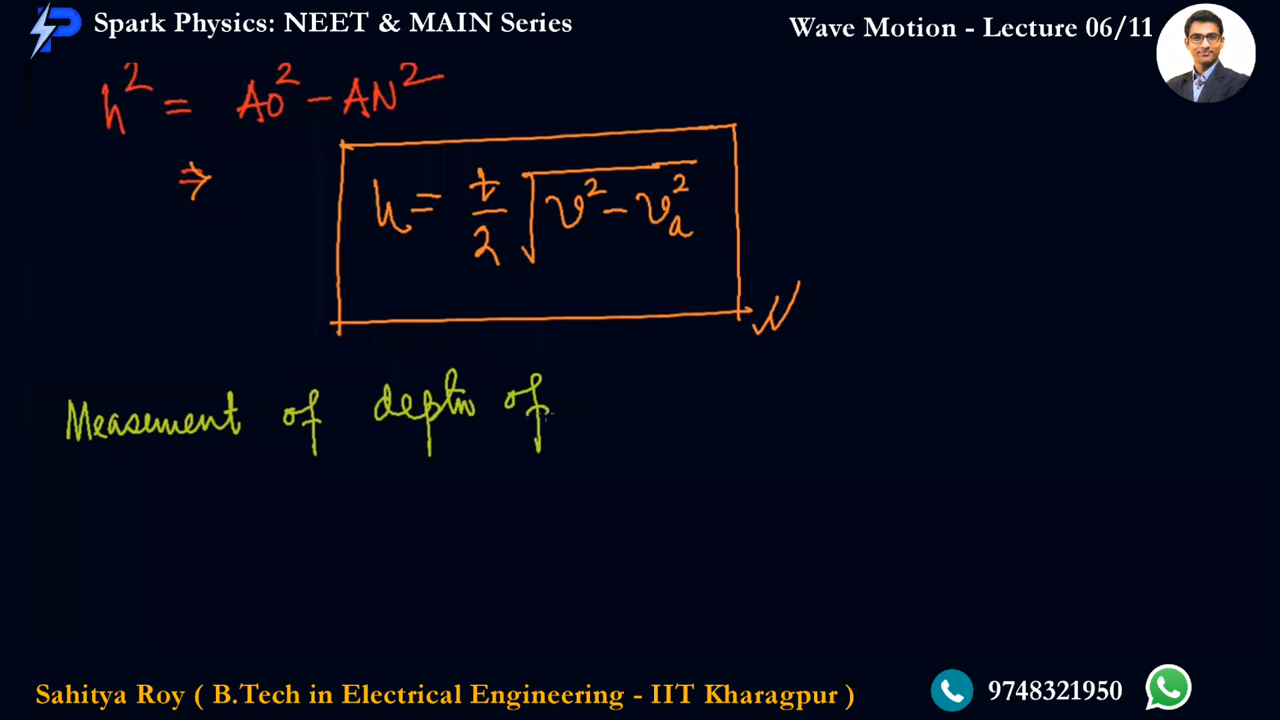 Spark Physics: NEET & MAIN Series
Wave Motion - Lecture 06/11
h² = AO² - AN²
⇒ h = t/2 √(v² - vₐ²)
Measement of depth of
Sahitya Roy ( B.Tech in Electrical Engineering - IIT Kharagpur )
9748321950